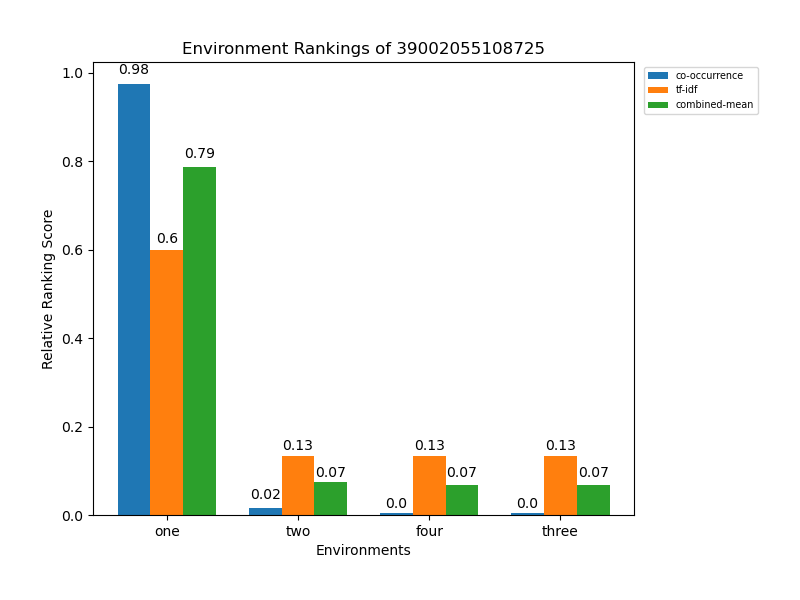 Environment Rankings of 39002055108725
co-occurrence
tf-idf
combined-mean
Relative Ranking Score
1.0
0.8
0.6
0.4
0.2
0.0
0.98
0.6
0.79
0.02
0.13
0.07
0.0
0.13
0.07
0.0
0.13
0.07
one two four three
Environments